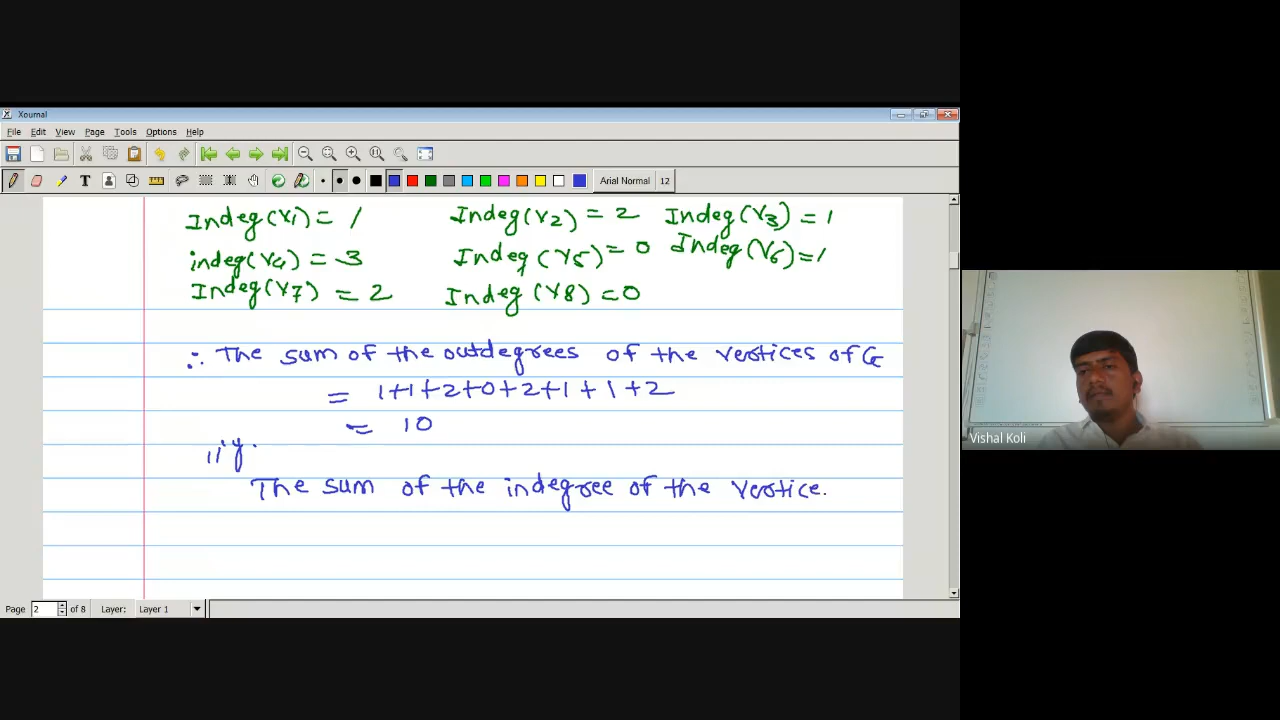 Xournal
File Edit View Page Tools Options Help
Arial Normal 12
Indeg(V1) = 1 Indeg(V2) = 2 Indeg(V3) = 1
indeg(V4) = 3 Indeg(V5) = 0 Indeg(V6) = 1
Indeg(V7) = 2 Indeg(V8) = 0
∴ The sum of the outdegrees of the vertices of G
= 1+1+2+0+2+1+1+2
= 10
lly.
The sum of the indegree of the vertice.
Vishal Koli
Page 2 of 8 Layer: Layer 1